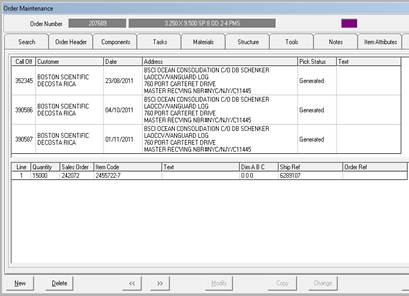 Order Maintenance
Order Number 207689 3.250 X 9.500 SP B OD 2-4 PMS
Search Order Header Components Tasks Materials Structure Tools Notes Item Attributes
Call Off Customer Date Address Pick Status Text
352345 BOSTON SCIENTIFIC DECOSTA RICA 23/08/2011 Generated
BSCI OCEAN CONSOLIDATION C/O DB SCHENKER
LAOCCV/VANGUARD LOG
760 PORT CARTERET DRIVE
MASTER RECVING NBR#NYC/NJY/C11445
390586 BOSTON SCIENTIFIC DECOSTA RICA 04/10/2011 Generated
BSCI OCEAN CONSOLIDATION C/O DB SCHENKER
LAOCCV/VANGUARD LOG
760 PORT CARTERET DRIVE
MASTER RECVING NBR#NYC/NJY/C11445
390587 BOSTON SCIENTIFIC DECOSTA RICA 01/11/2011 Generated
BSCI OCEAN CONSOLIDATION C/O DB SCHENKER
LAOCCV/VANGUARD LOG
760 PORT CARTERET DRIVE
MASTER RECVING NBR#NYC/NJY/C11445
Line Quantity Sales Order Item Code Text Dim A B C Ship Ref Order Ref
1 15000 242072 2455722-7 0 0 0 6289107
New Delete << >> Modify Copy Change